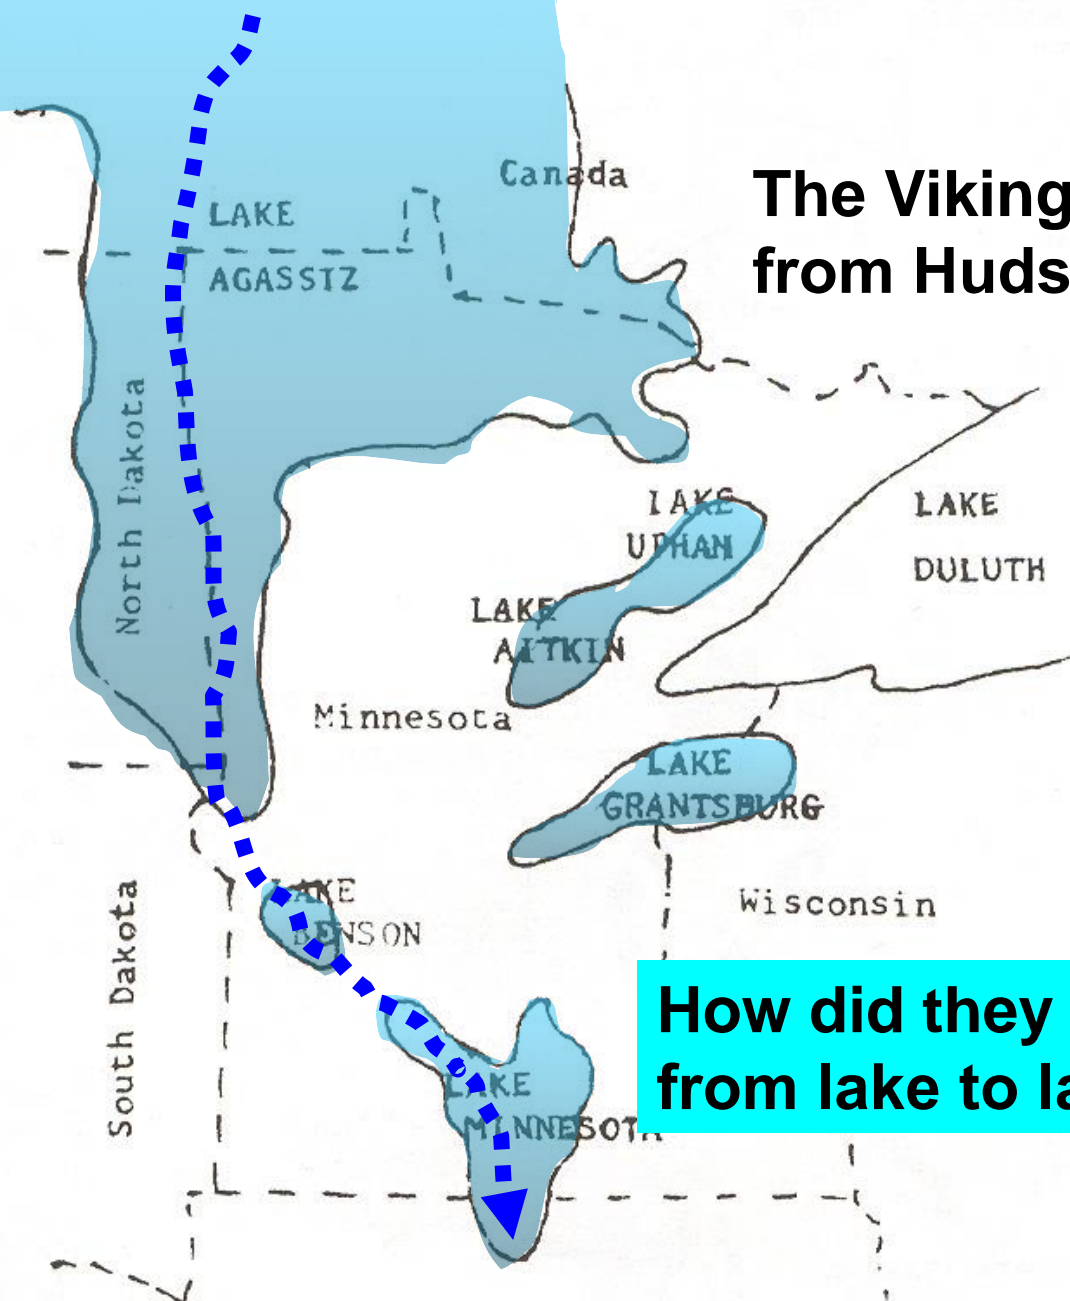 Canada
The Viking
from Huds
LAKE
AGASSIZ
North Dakota
LAKE
UPHAN
LAKE
DULUTH
LAKE
AITKIN
Minnesota
LAKE
GRANTSBURG
LAKE
BENSON
Wisconsin
South Dakota
How did they
from lake to la
LAKE
MINNESOTA